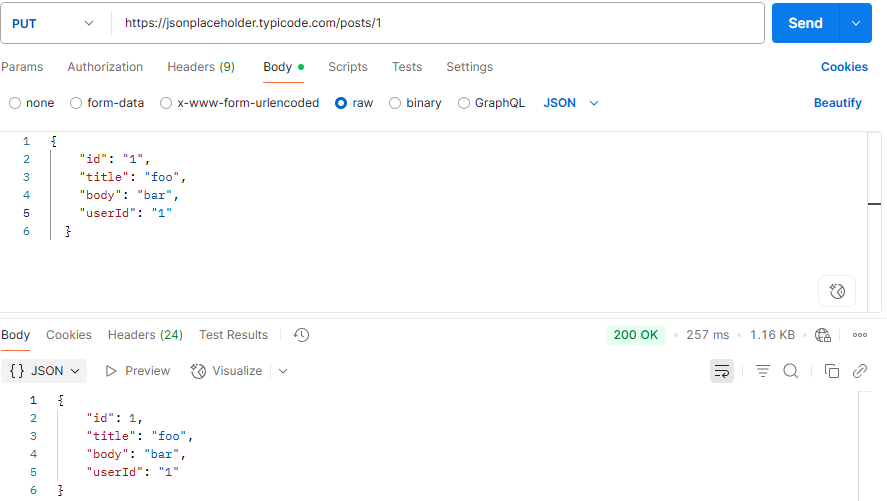 PUT https://jsonplaceholder.typicode.com/posts/1 Send
Params Authorization Headers (9) Body Scripts Tests Settings Cookies
none form-data x-www-form-urlencoded raw binary GraphQL JSON Beautify
1 {
2 "id": "1",
3 "title": "foo",
4 "body": "bar",
5 "userId": "1"
6 }
Body Cookies Headers (24) Test Results 200 OK 257 ms 1.16 KB
{} JSON Preview Visualize
1 {
2 "id": 1,
3 "title": "foo",
4 "body": "bar",
5 "userId": "1"
6 }